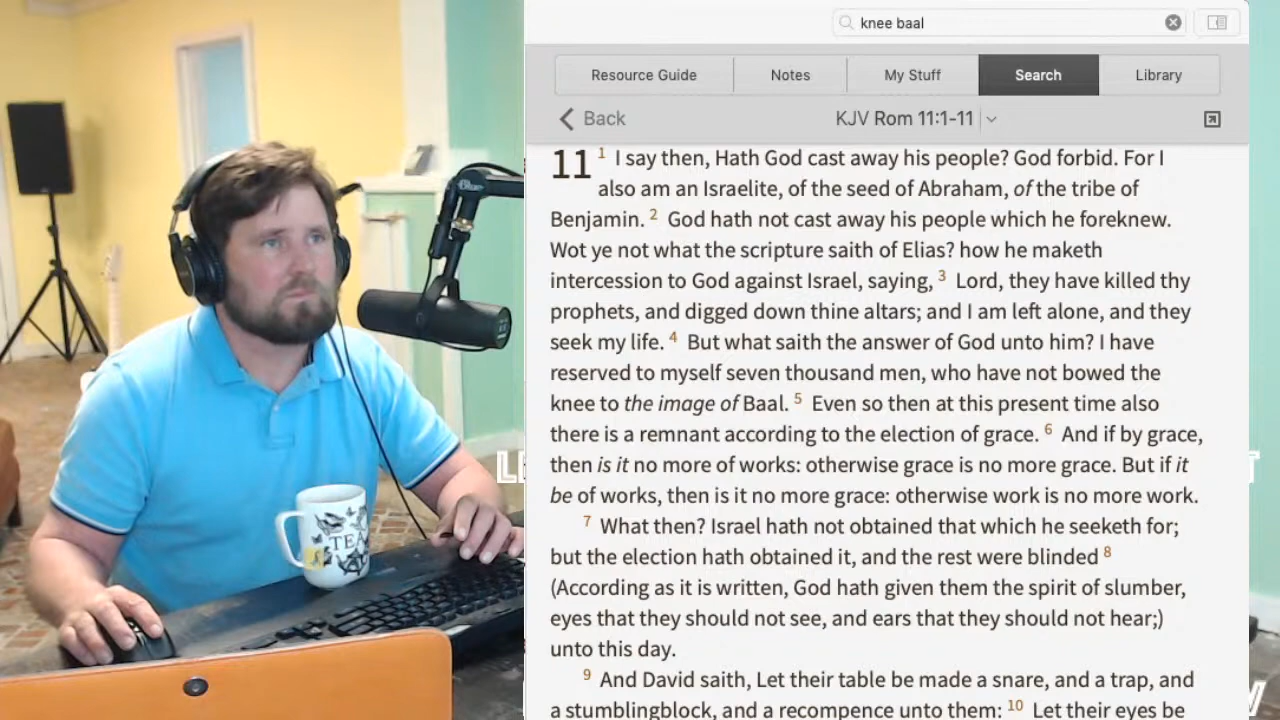 knee baal
Resource Guide
Notes
My Stuff
Search
Library
Back
KJV Rom 11:1-11
11 1 I say then, Hath God cast away his people? God forbid. For I
also am an Israelite, of the seed of Abraham, of the tribe of
Benjamin. 2 God hath not cast away his people which he foreknew.
Wot ye not what the scripture saith of Elias? how he maketh
intercession to God against Israel, saying, 3 Lord, they have killed thy
prophets, and digged down thine altars; and I am left alone, and they
seek my life. 4 But what saith the answer of God unto him? I have
reserved to myself seven thousand men, who have not bowed the
knee to the image of Baal. 5 Even so then at this present time also
there is a remnant according to the election of grace. 6 And if by grace,
then is it no more of works: otherwise grace is no more grace. But if it
be of works, then is it no more grace: otherwise work is no more work.
7 What then? Israel hath not obtained that which he seeketh for;
but the election hath obtained it, and the rest were blinded 8
(According as it is written, God hath given them the spirit of slumber,
eyes that they should not see, and ears that they should not hear;)
unto this day.
9 And David saith, Let their table be made a snare, and a trap, and
a stumblingblock, and a recompence unto them: 10 Let their eyes be
Blue
TEA